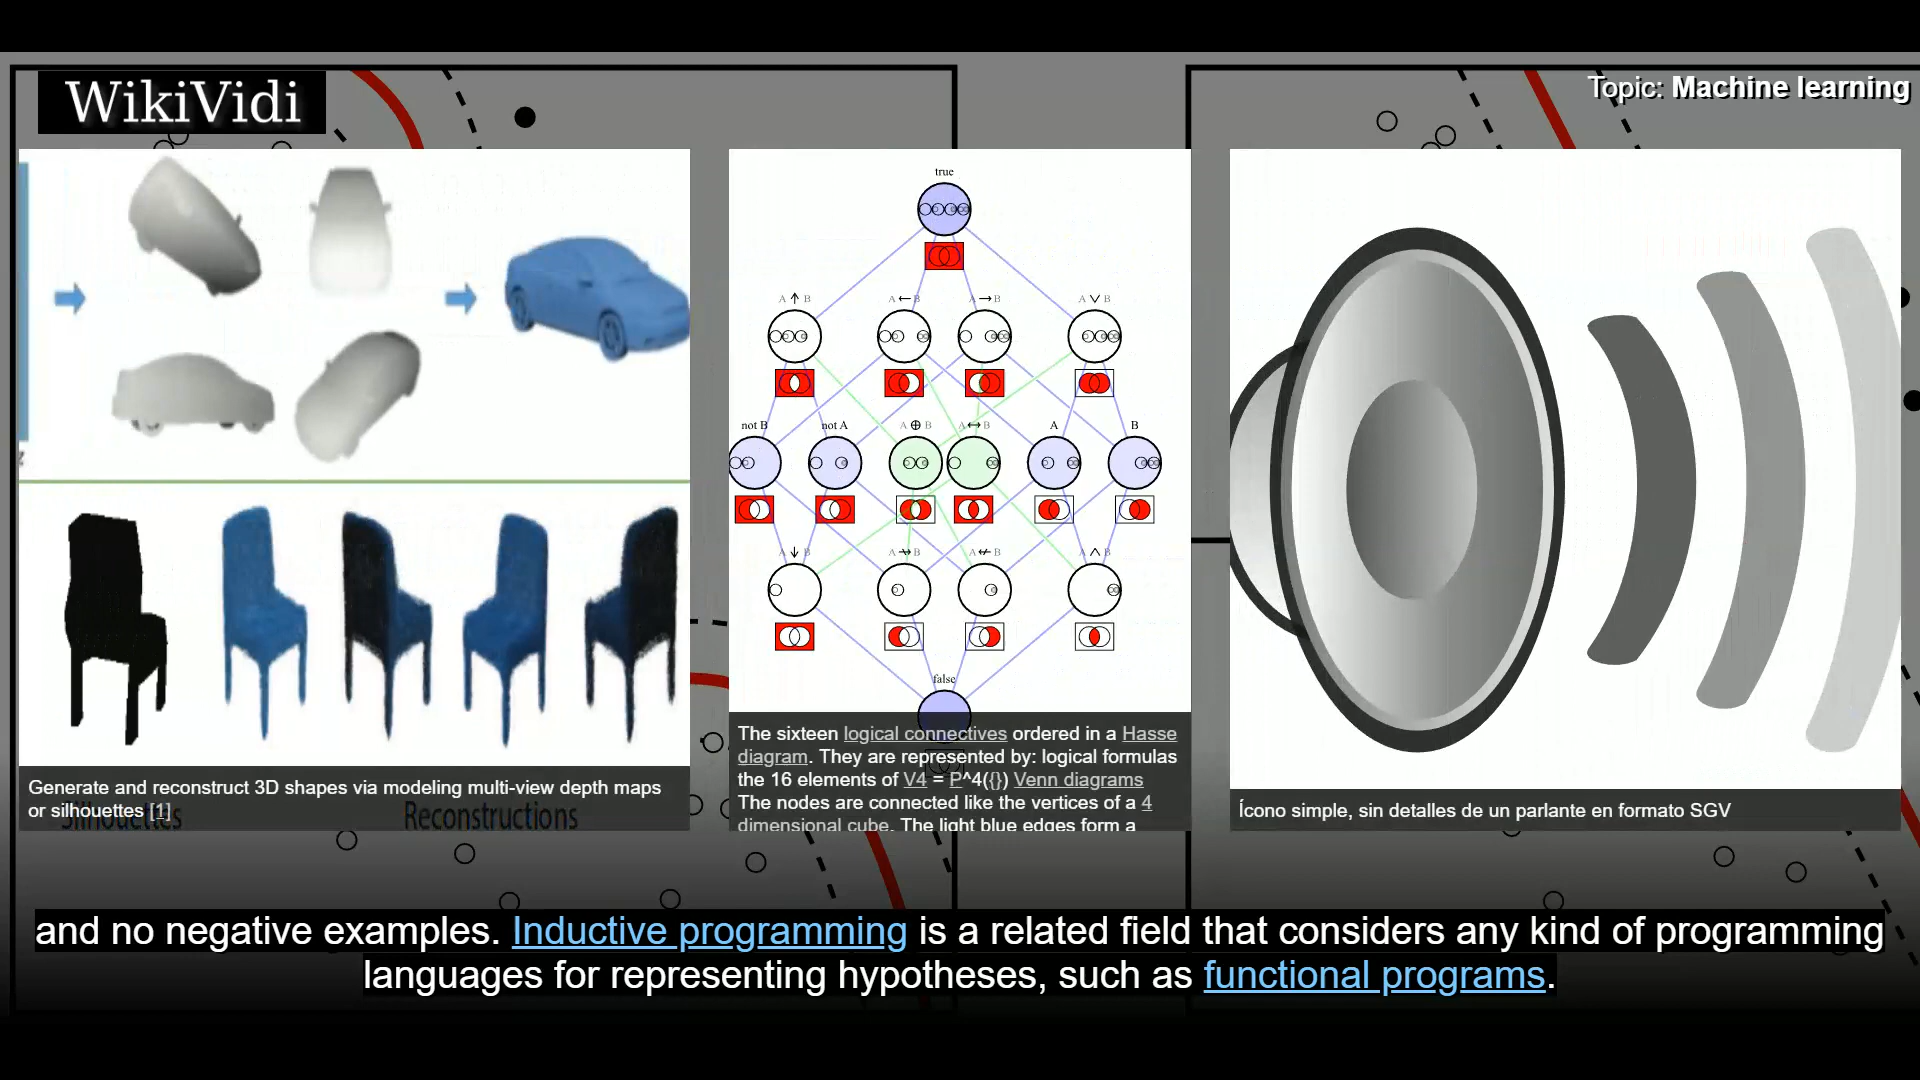 WikiVidi
Topic: Machine learning
Generate and reconstruct 3D shapes via modeling multi-view depth maps
or silhouettes [1]
Silhouettes
Reconstructions
true
A ↑ B
A ← B
A → B
A ∨ B
not B
not A
A ⊕ B
A ↔ B
A
B
A ↓ B
A ↛ B
A ↚ B
A ∧ B
false
The sixteen logical connectives ordered in a Hasse
diagram. They are represented by: logical formulas
the 16 elements of V4 = P^4({}) Venn diagrams
The nodes are connected like the vertices of a 4
dimensional cube. The light blue edges form a
Ícono simple, sin detalles de un parlante en formato SGV
and no negative examples. Inductive programming is a related field that considers any kind of programming
languages for representing hypotheses, such as functional programs.